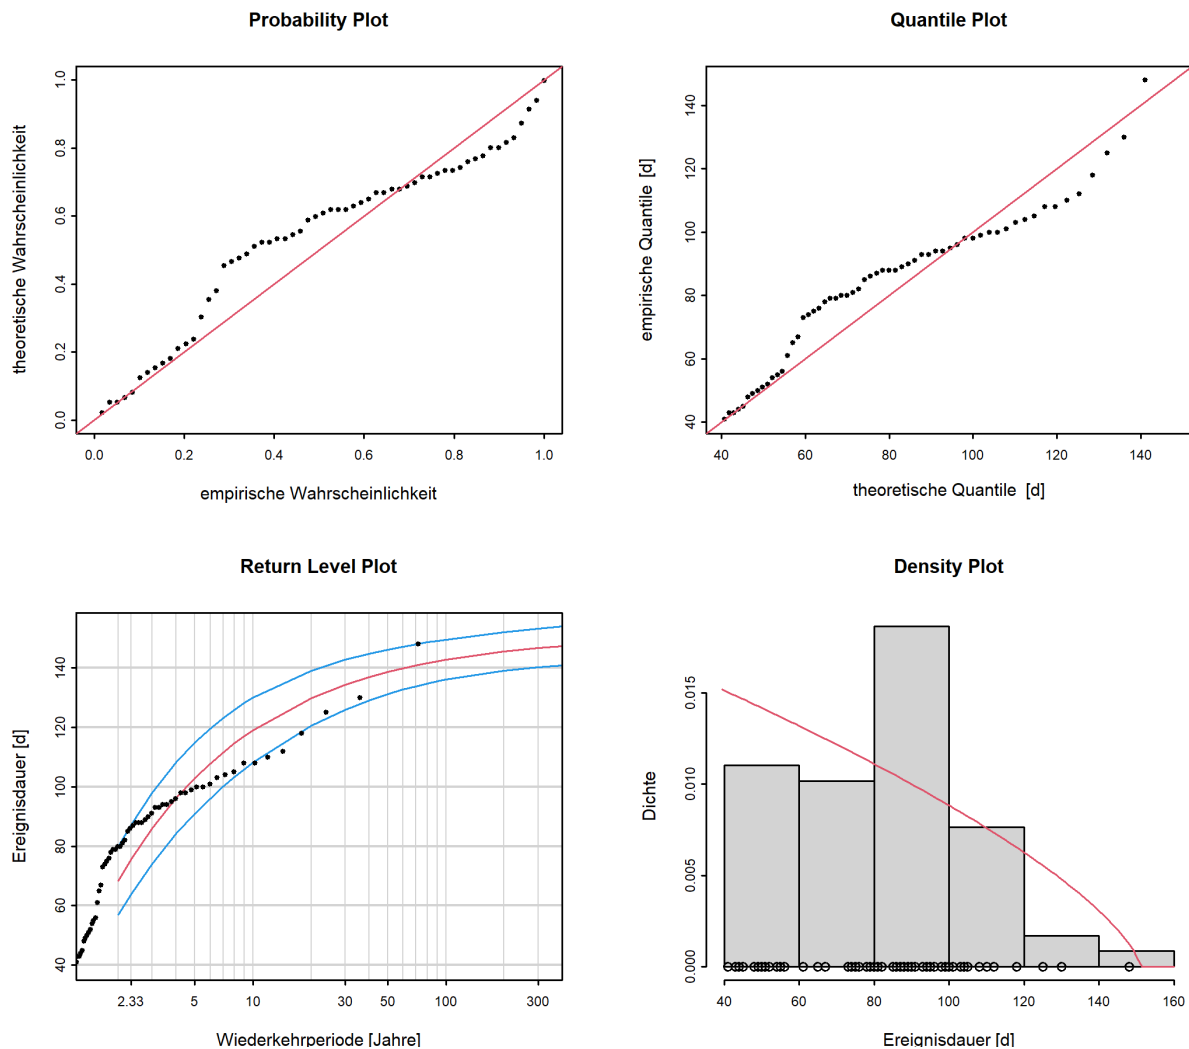 Probability Plot
theoretische Wahrscheinlichkeit
0.0 0.2 0.4 0.6 0.8 1.0
0.0 0.2 0.4 0.6 0.8 1.0
empirische Wahrscheinlichkeit
Quantile Plot
empirische Quantile [d]
40 60 80 100 120 140
40 60 80 100 120 140
theoretische Quantile [d]
Return Level Plot
Ereignisdauer [d]
40 60 80 100 120 140
2.33 5 10 30 50 100 300
Wiederkehrperiode [Jahre]
Density Plot
Dichte
0.000 0.005 0.010 0.015
40 60 80 100 120 140 160
Ereignisdauer [d]